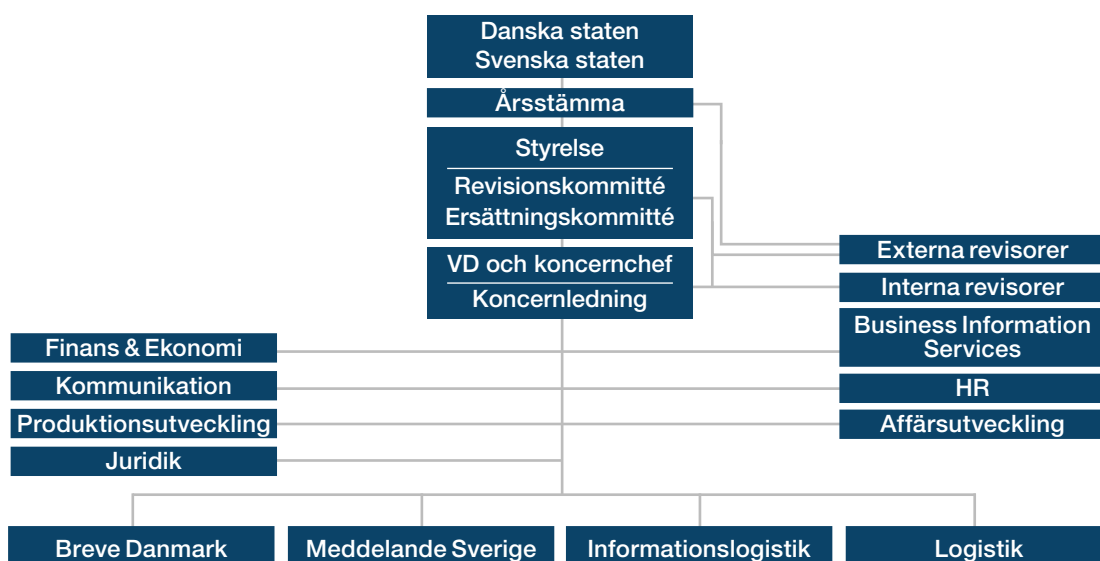 Danska staten
Svenska staten
Årsstämma
Styrelse
Revisionskommitté
Ersättningskommitté
VD och koncernchef
Koncernledning
Externa revisorer
Interna revisorer
Business Information
Services
HR
Affärsutveckling
Finans & Ekonomi
Kommunikation
Produktionsutveckling
Juridik
Breve Danmark
Meddelande Sverige
Informationslogistik
Logistik